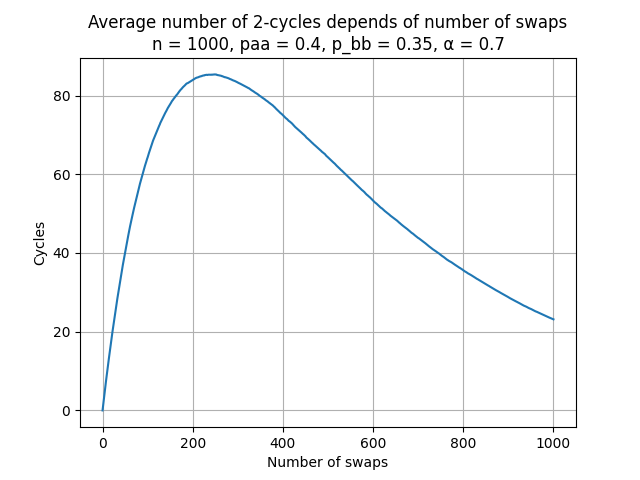 Average number of 2-cycles depends of number of swaps
n = 1000, paa = 0.4, p_bb = 0.35, α = 0.7
80
60
40
20
0
Cycles
0 200 400 600 800 1000
Number of swaps